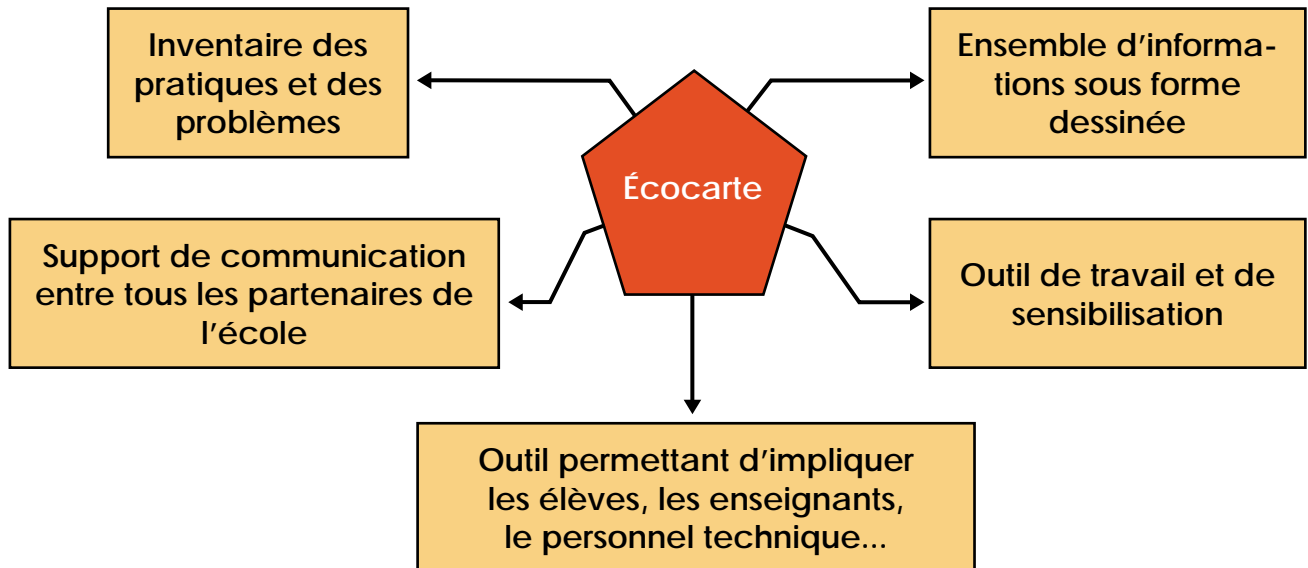 Inventaire des
pratiques et des
problèmes
Ensemble d'informa-
tions sous forme
dessinée
Écocarte
Support de communication
entre tous les partenaires de
l'école
Outil de travail et de
sensibilisation
Outil permettant d'impliquer
les élèves, les enseignants,
le personnel technique...